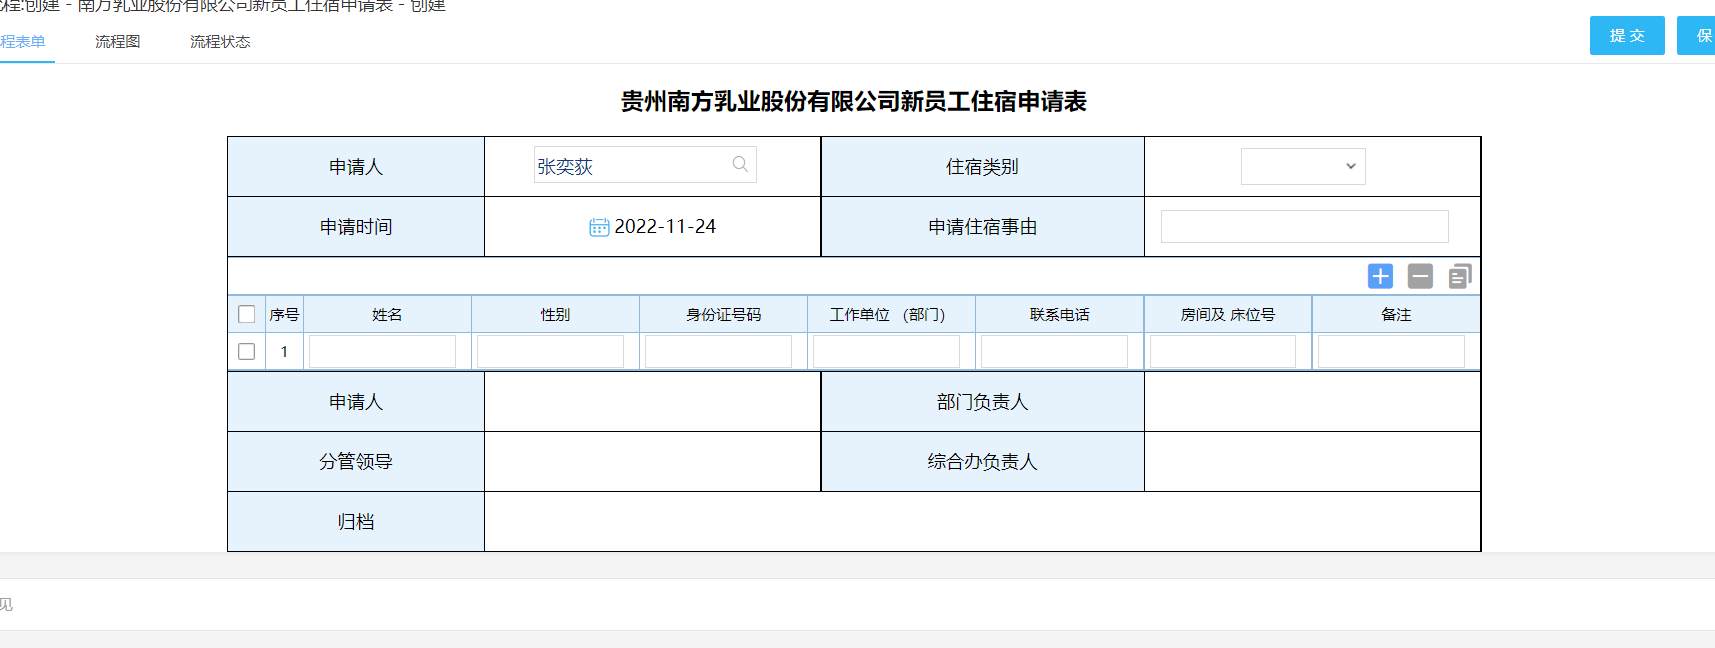 程:创建 - 南方乳业股份有限公司新员工住宿申请表 - 创建
程表单 流程图 流程状态 提 交 保
贵州南方乳业股份有限公司新员工住宿申请表
申请人 张奕荻 住宿类别
申请时间 2022-11-24 申请住宿事由
序号 姓名 性别 身份证号码 工作单位 （部门） 联系电话 房间及 床位号 备注
1
申请人 部门负责人
分管领导 综合办负责人
归档
见